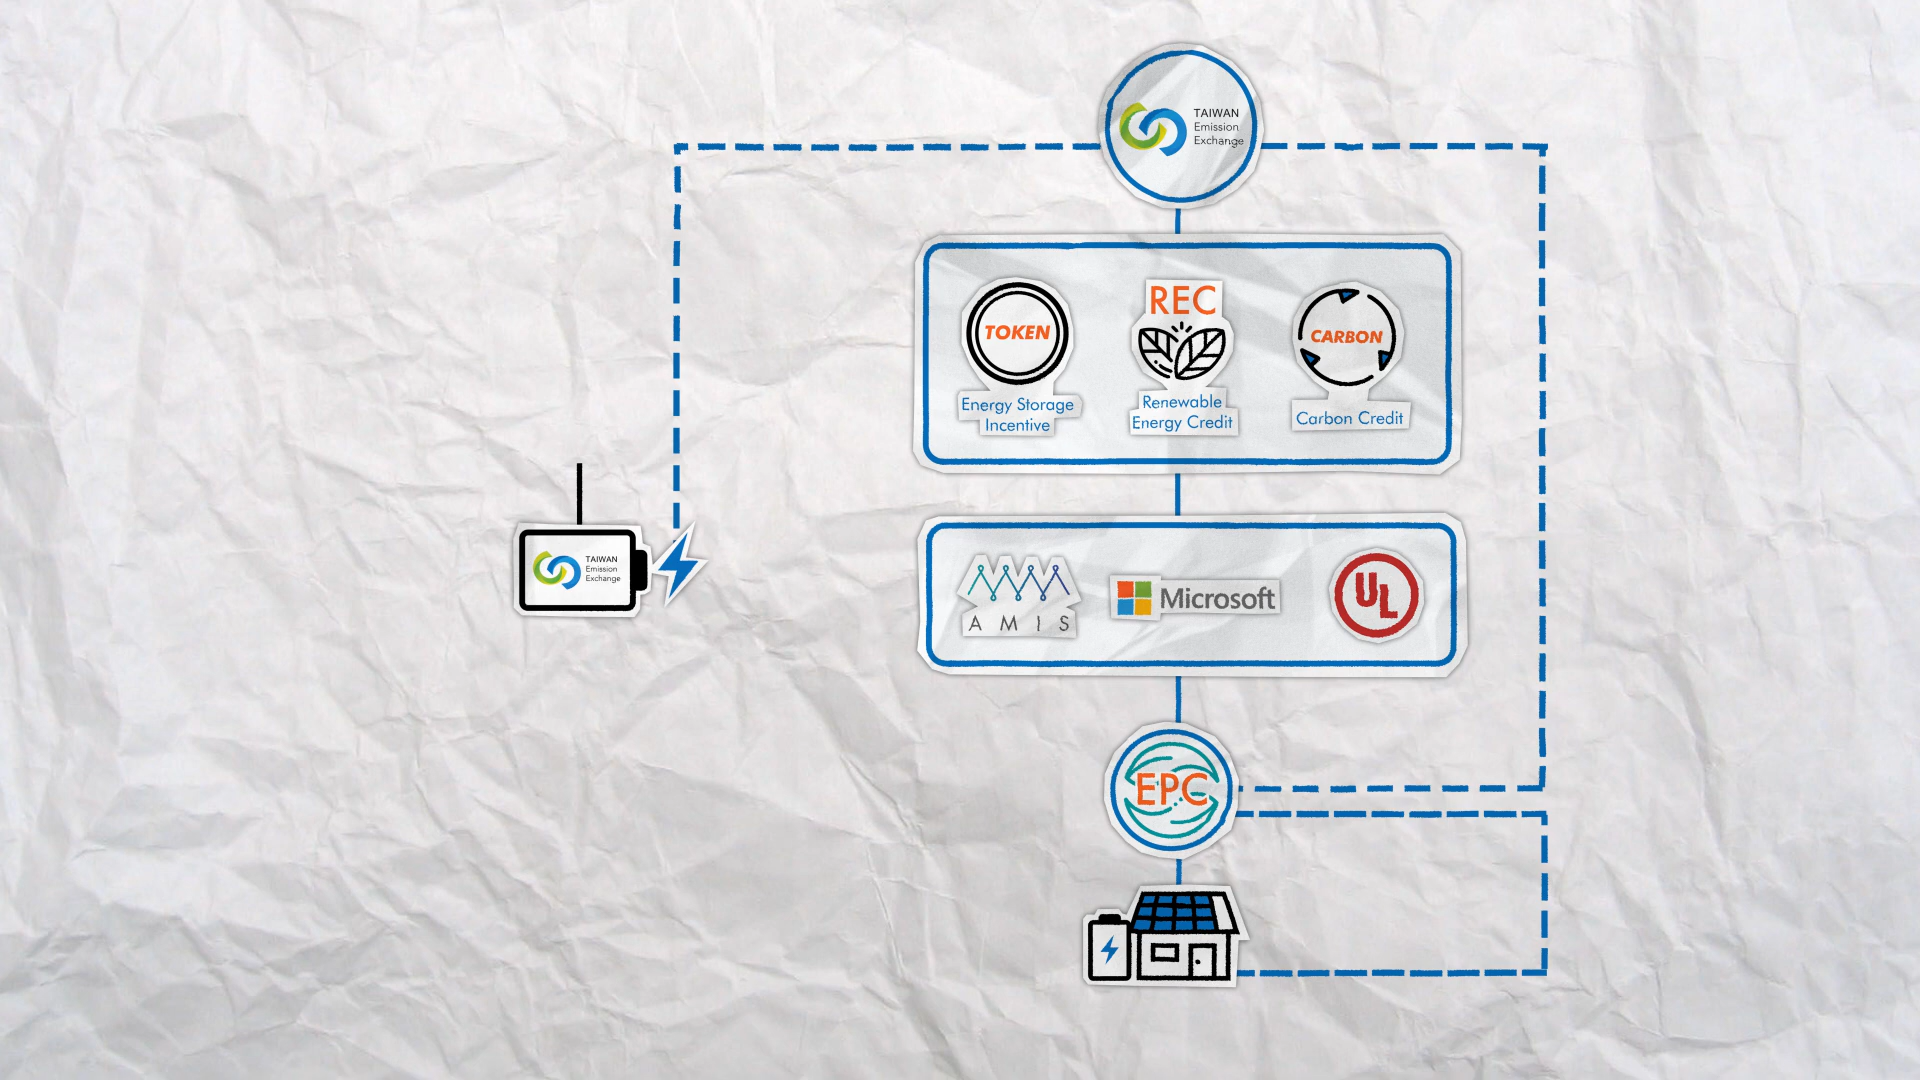 TAIWAN
Emission
Exchange
TOKEN
Energy Storage
Incentive
REC
Renewable
Energy Credit
CARBON
Carbon Credit
TAIWAN
Emission
Exchange
AMIS
Microsoft
UL
EPC